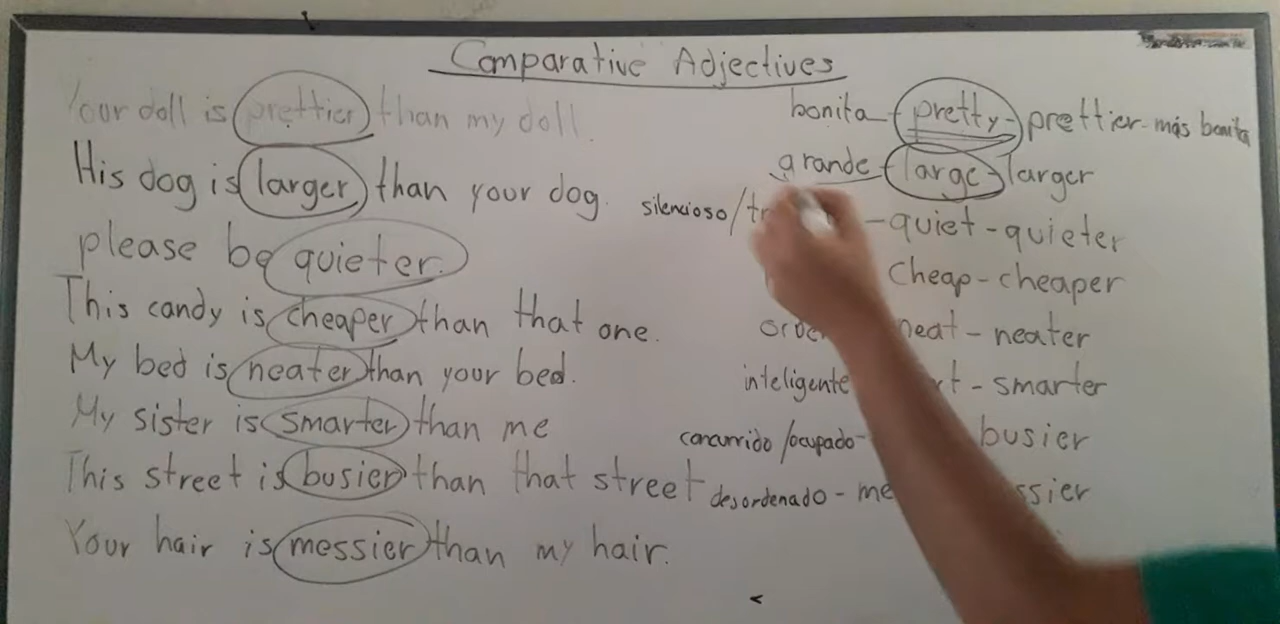 Comparative Adjectives
Your doll is prettier than my doll.
His dog is larger than your dog.
please be quieter.
This candy is cheaper than that one.
My bed is neater than your bed.
My sister is smarter than me
This street is busier than that street
Your hair is messier than my hair.
bonita - pretty - prettier - más bonita
grande - large - larger
silencioso / - quiet - quieter
Cheap - cheaper
neat - neater
inteligente - smarter
concurrido / ocupado - busier
desordenado -
<